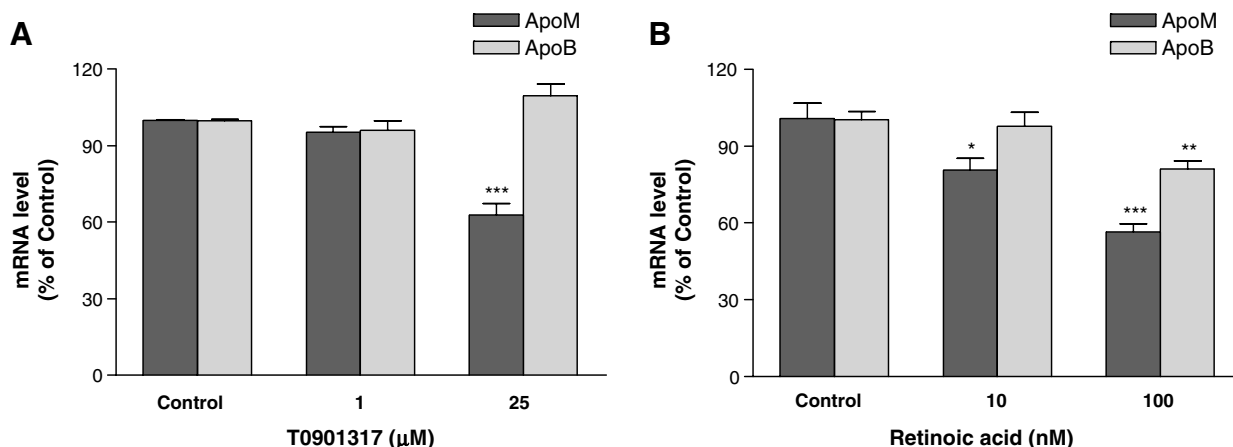 A
ApoM
ApoB
120
90
60
30
0
mRNA level
(% of Control)
***
Control
1
25
T0901317 (µM)
B
ApoM
ApoB
120
90
60
30
0
mRNA level
(% of Control)
*
***
**
Control
10
100
Retinoic acid (nM)